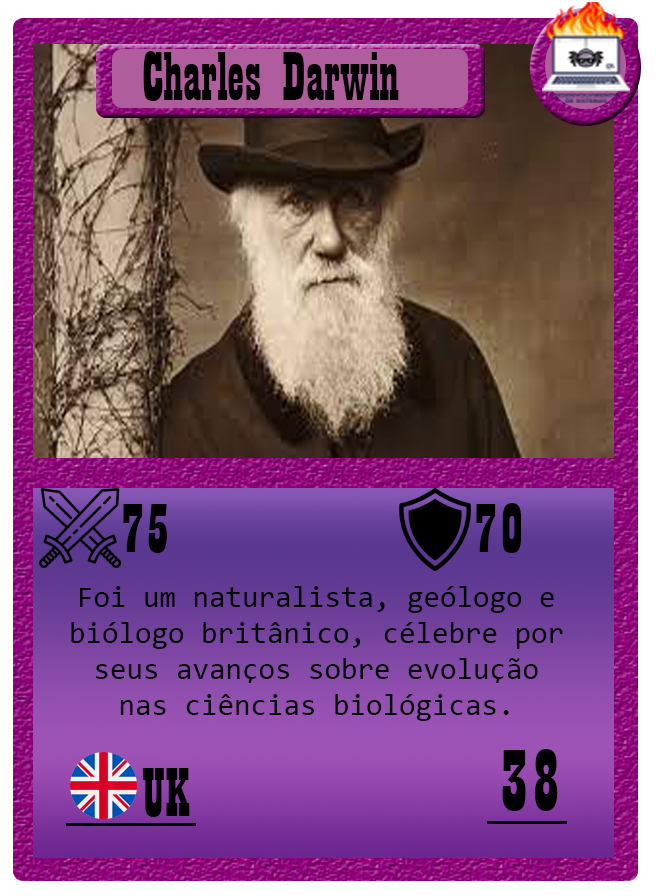 Charles Darwin
75
70
Foi um naturalista, geólogo e
biólogo britânico, célebre por
seus avanços sobre evolução
nas ciências biológicas.
UK
38